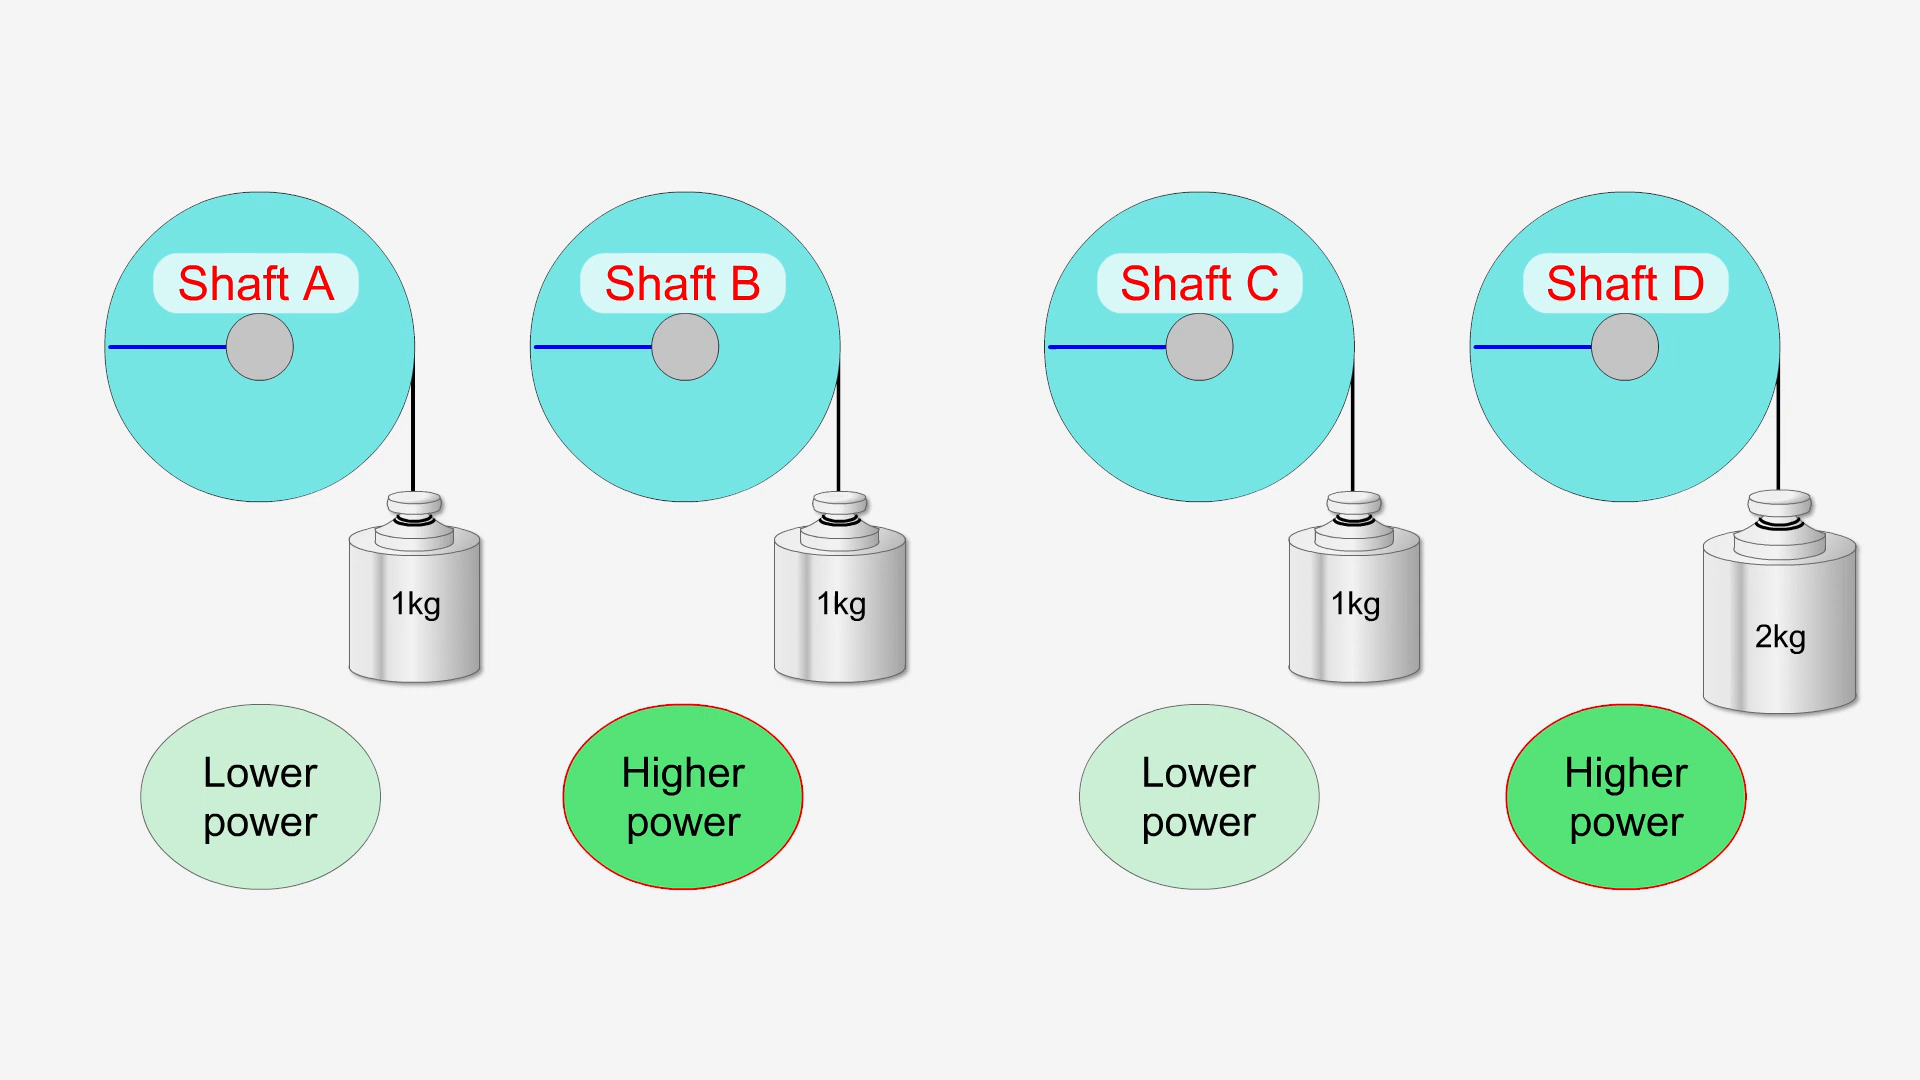 Shaft A
Shaft B
Shaft C
Shaft D
1kg
1kg
1kg
2kg
Lower
power
Higher
power
Lower
power
Higher
power